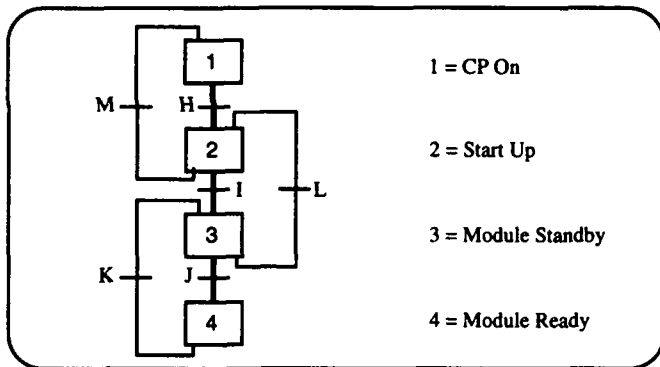 1
1 = CP On
M
H
2
2 = Start Up
I
L
3
3 = Module Standby
K
J
4
4 = Module Ready